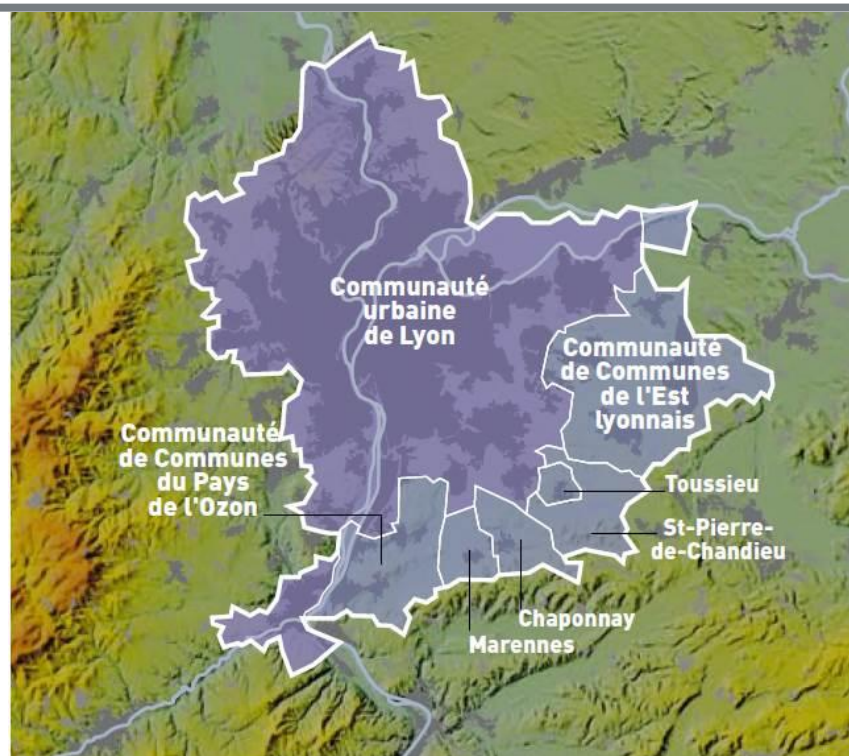 Communauté
urbaine
de Lyon
Communauté
de Communes
de l'Est
lyonnais
Communauté
de Communes
du Pays
de l'Ozon
Toussieu
St-Pierre-
de-Chandieu
Chaponnay
Marennes